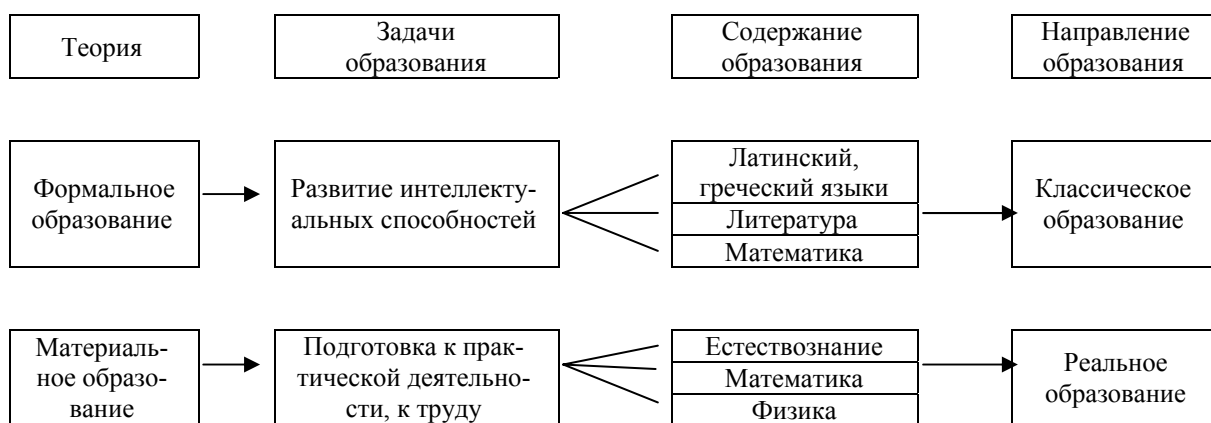 Теория
Задачи
образования
Содержание
образования
Направление
образования
Формальное
образование
Развитие интеллекту-
альных способностей
Латинский,
греческий языки
Литература
Математика
Классическое
образование
Материаль-
ное образо-
вание
Подготовка к прак-
тической деятельно-
сти, к труду
Естествознание
Математика
Физика
Реальное
образование